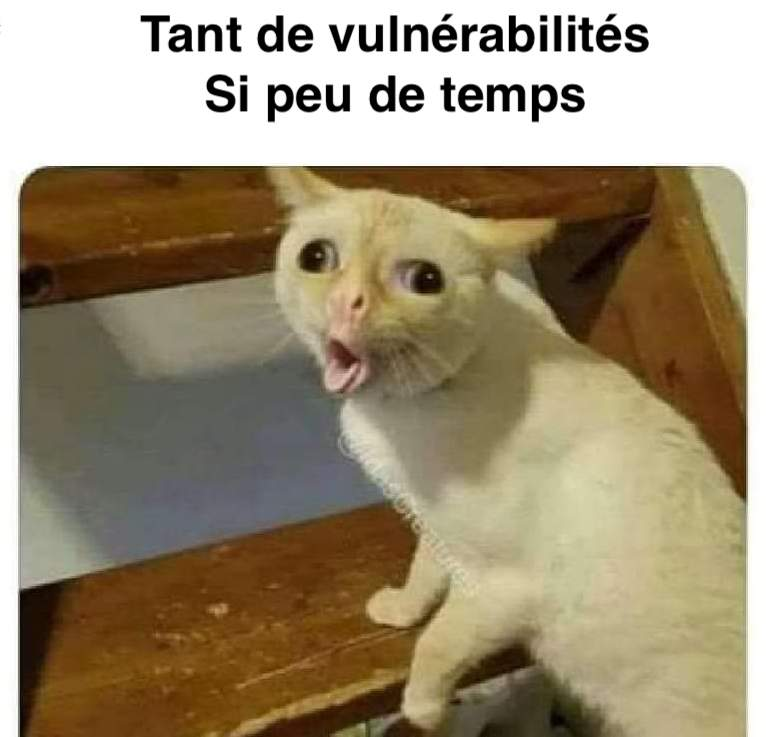 Tant de vulnérabilités
Si peu de temps